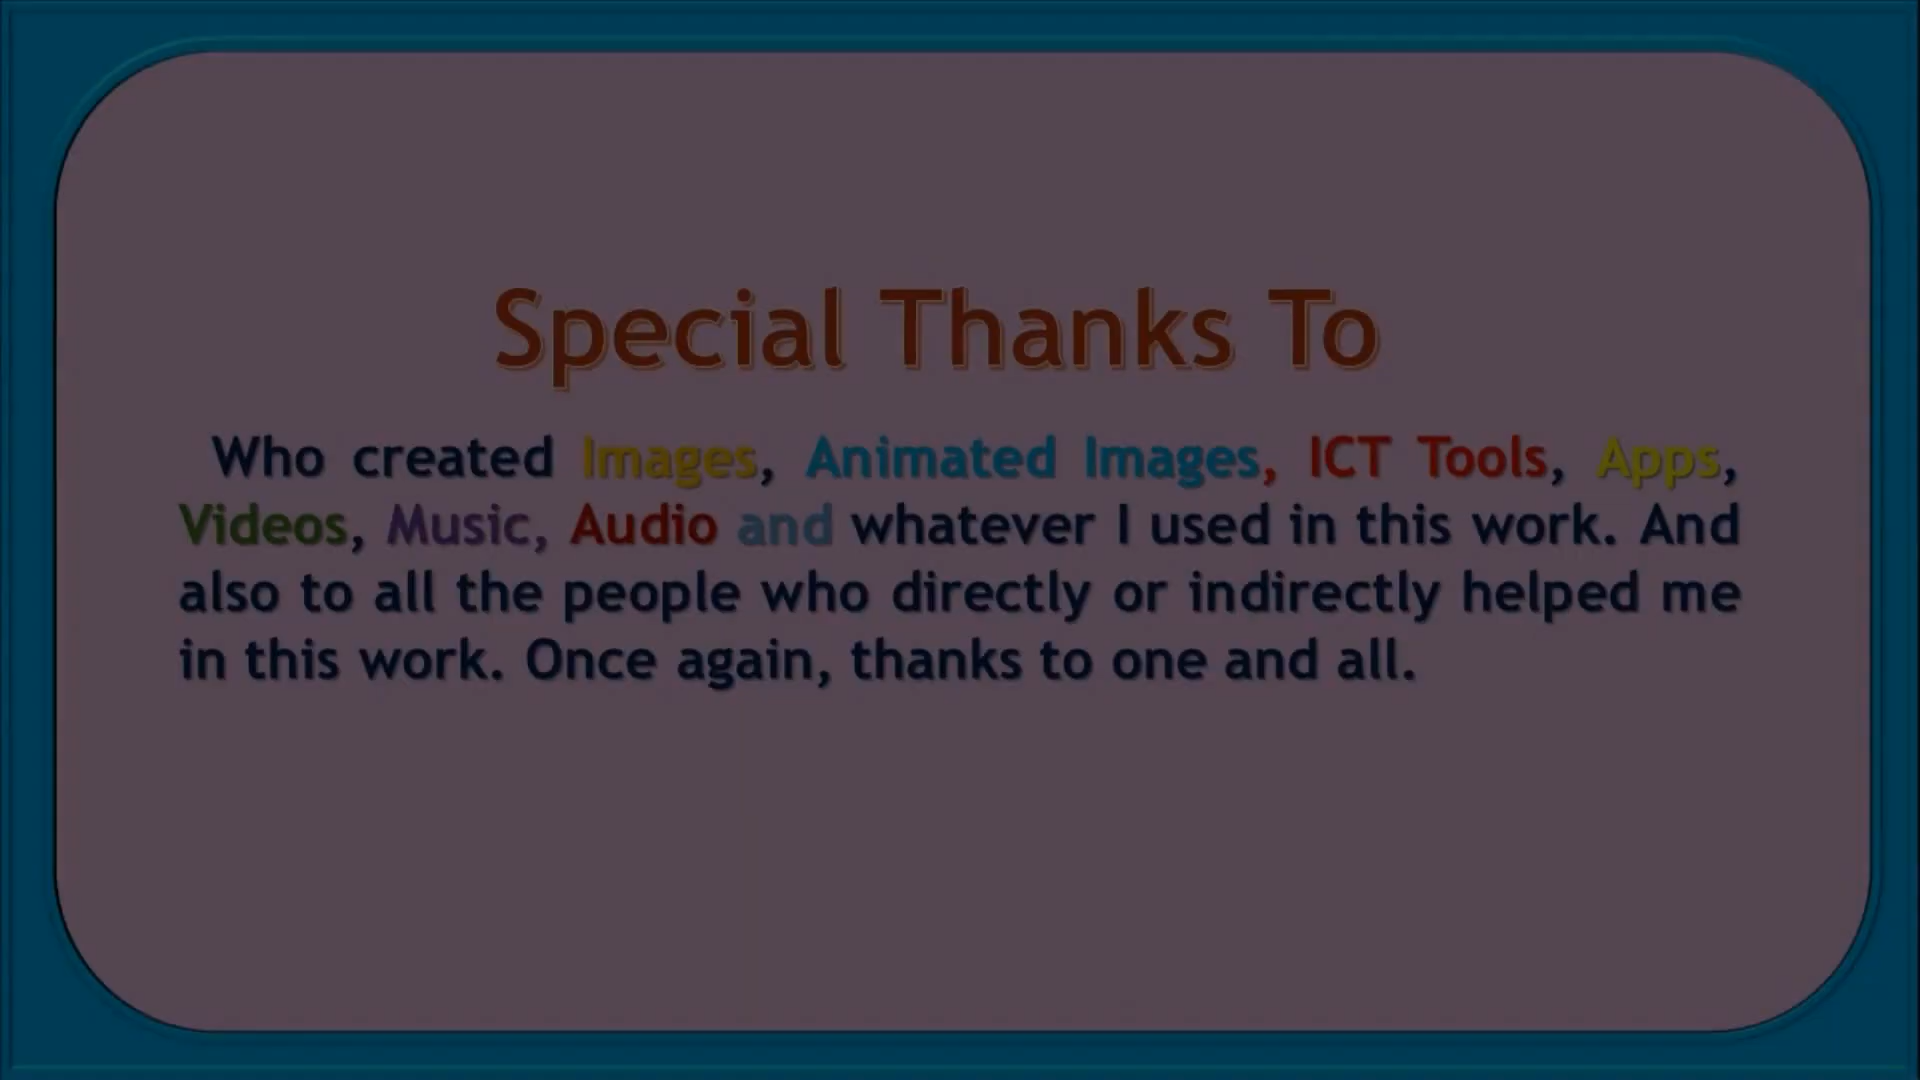 Special Thanks To
Who created Images, Animated Images, ICT Tools, Apps,
Videos, Music, Audio and whatever I used in this work. And
also to all the people who directly or indirectly helped me
in this work. Once again, thanks to one and all.